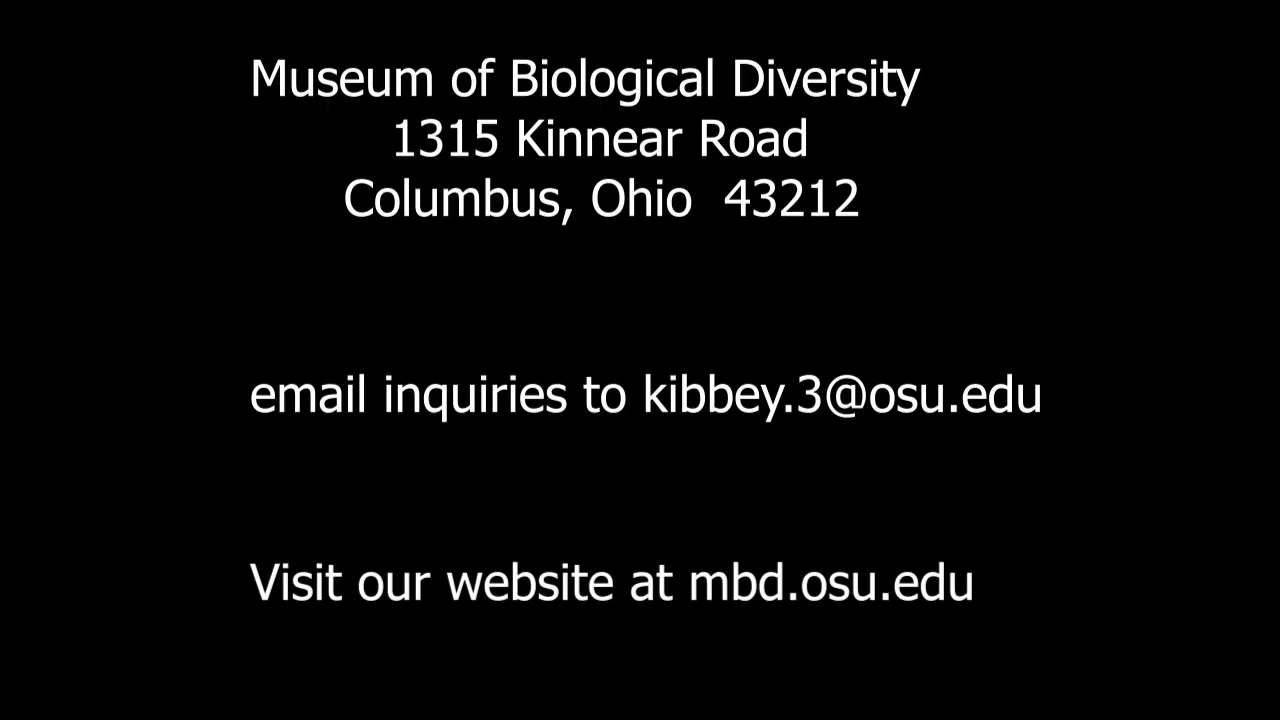 Museum of Biological Diversity
1315 Kinnear Road
Columbus, Ohio  43212
email inquiries to kibbey.3@osu.edu
Visit our website at mbd.osu.edu